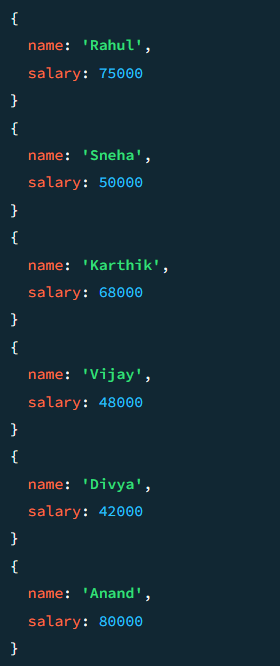 {
  name: 'Rahul',
  salary: 75000
}
{
  name: 'Sneha',
  salary: 50000
}
{
  name: 'Karthik',
  salary: 68000
}
{
  name: 'Vijay',
  salary: 48000
}
{
  name: 'Divya',
  salary: 42000
}
{
  name: 'Anand',
  salary: 80000
}